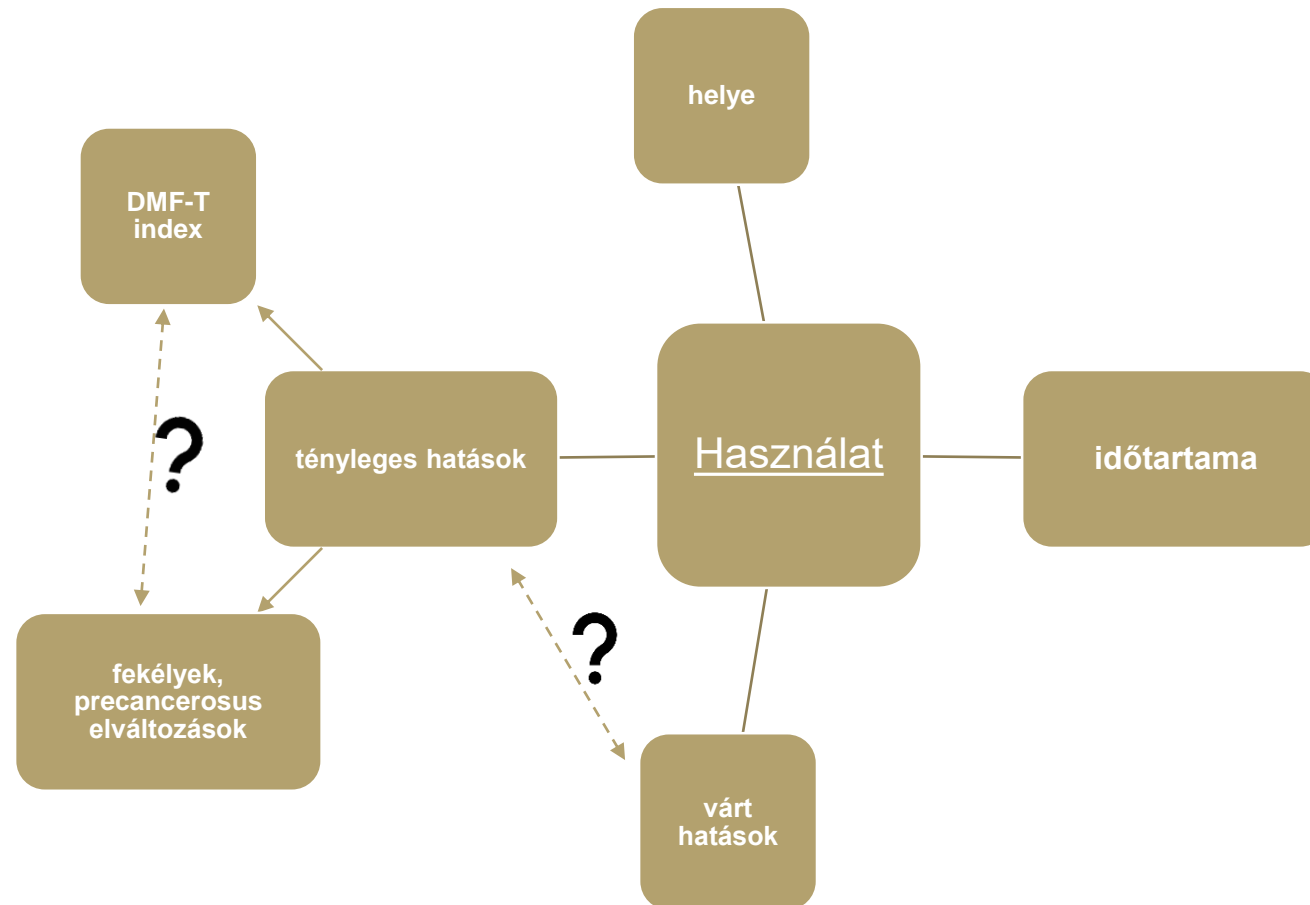 helye
DMF-T
index
?
tényleges hatások
Használat
időtartama
?
fekélyek,
precancerosus
elváltozások
várt
hatások